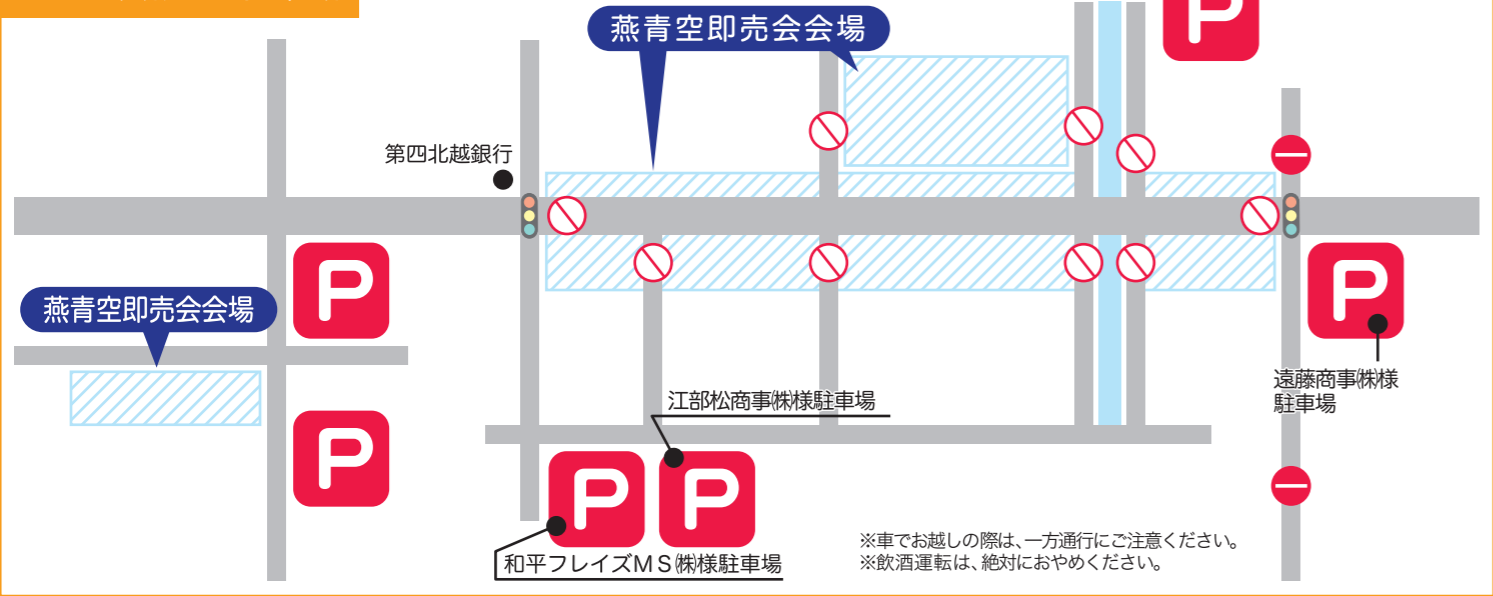 燕青空即売会会場
P
第四北越銀行
P
燕青空即売会会場
P
遠藤商事㈱様
駐車場
江部松商事㈱様駐車場
P
P
P
和平フレイズMS㈱様駐車場
※車でお越しの際は、一方通行にご注意ください。
※飲酒運転は、絶対におやめください。